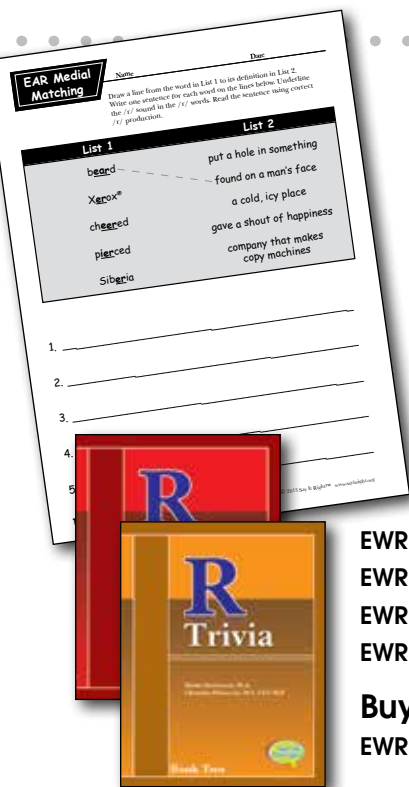 EAR Medial
Matching
Name
Date
Draw a line from the word in List 1 to its definition in List 2.
Write one sentence for each word on the lines below. Underline
the /r/ sound in the /r/ words. Read the sentence using correct
/r/ production.
List 1
List 2
beard
put a hole in something
Xerox®
found on a man's face
cheered
a cold, icy place
pierced
gave a shout of happiness
Siberia
company that makes
copy machines
1.
2.
3.
4.
5
R
R
Trivia
Book Two
EWR
EWR
EWR
EWR
Buy
EWR